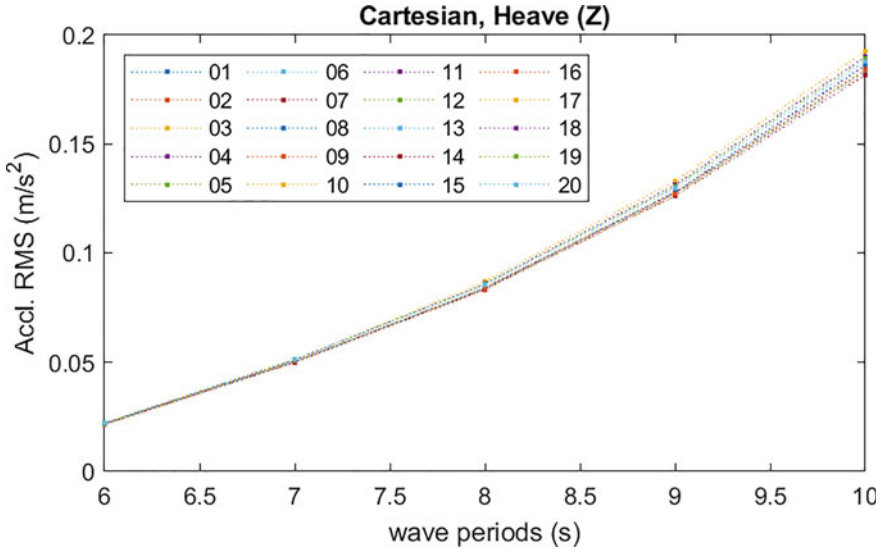 Cartesian, Heave (Z)
0.2
01 06 11 16
02 07 12 17
03 08 13 18
04 09 14 19
05 10 15 20
0.15
0.1
0.05
0
Accl. RMS (m/s²)
6 6.5 7 7.5 8 8.5 9 9.5 10
wave periods (s)